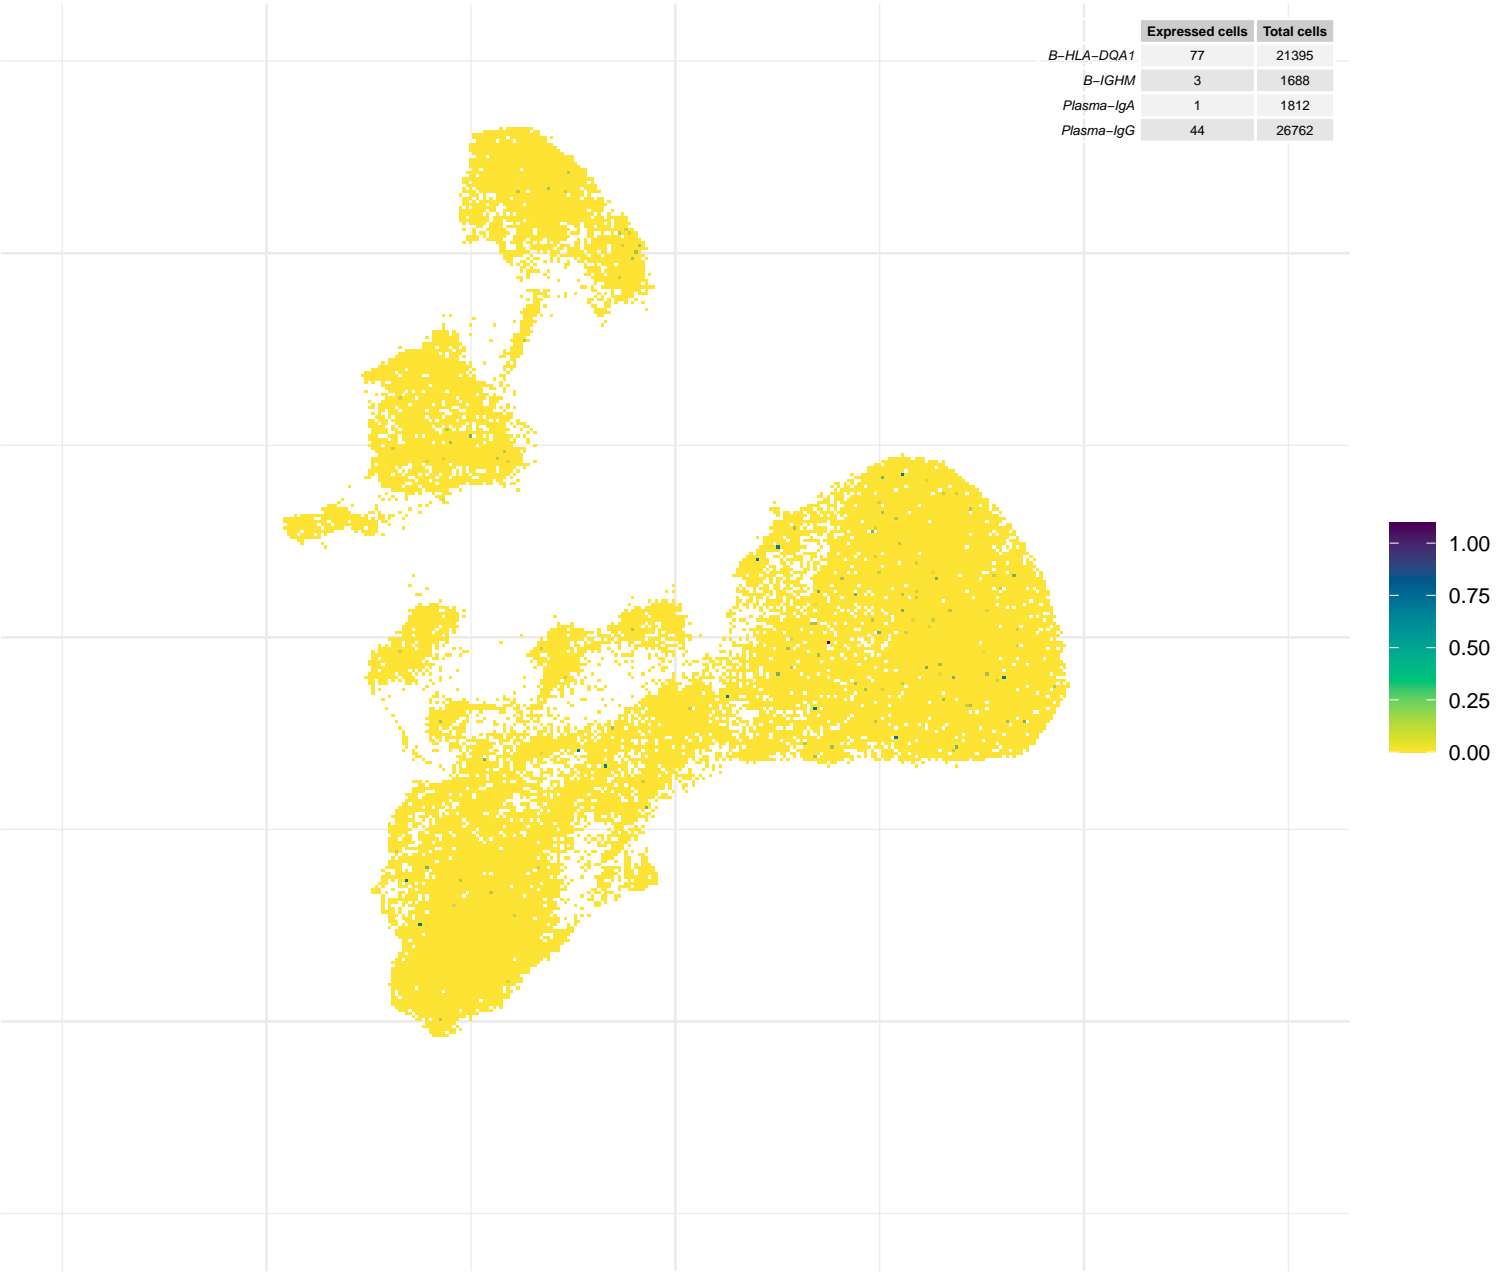 Expressed cells Total cells
B−HLA−DQA1 77 21395
B−IGHM 3 1688
Plasma−IgA 1 1812
Plasma−IgG 44 26762
1.00
0.75
0.50
0.25
0.00